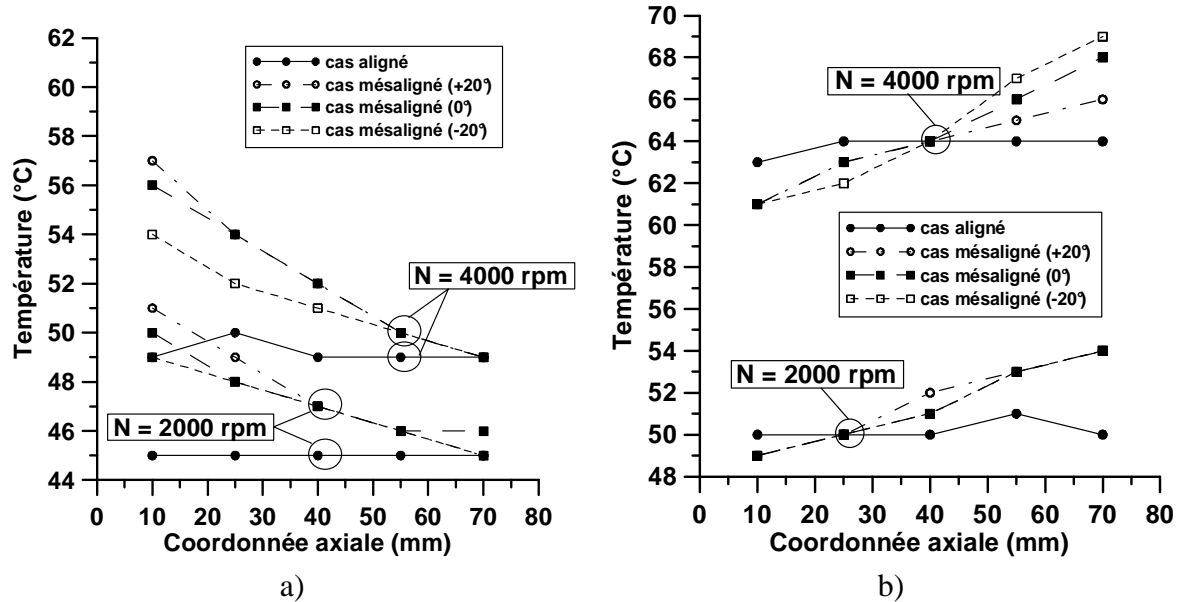 62
60
58
56
54
52
50
48
46
44
Température (°C)
cas aligné
cas mésaligné (+20°)
cas mésaligné (0°)
cas mésaligné (-20°)
N = 4000 rpm
N = 2000 rpm
0 10 20 30 40 50 60 70 80
Coordonnée axiale (mm)
a)
70
68
66
64
62
60
58
56
54
52
50
48
Température (°C)
N = 4000 rpm
cas aligné
cas mésaligné (+20°)
cas mésaligné (0°)
cas mésaligné (-20°)
N = 2000 rpm
0 10 20 30 40 50 60 70 80
Coordonnée axiale (mm)
b)